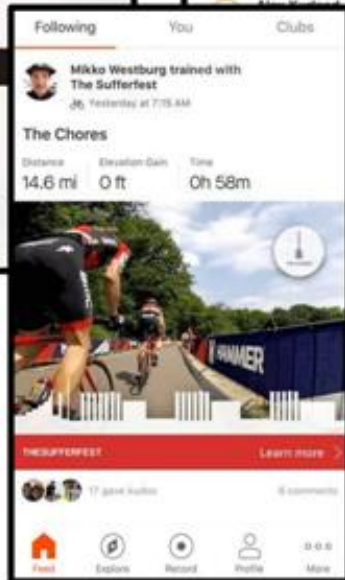 Following You Clubs
Mikko Westburg trained with
The Sufferfest
Yesterday at 7:15 AM
The Chores
Distance Elevation Gain Time
14.6 mi 0 ft 0h 58m
HAMMER
THESUFFERFEST Learn more
17 gave kudos 6 comments
Feed Explore Record Profile More